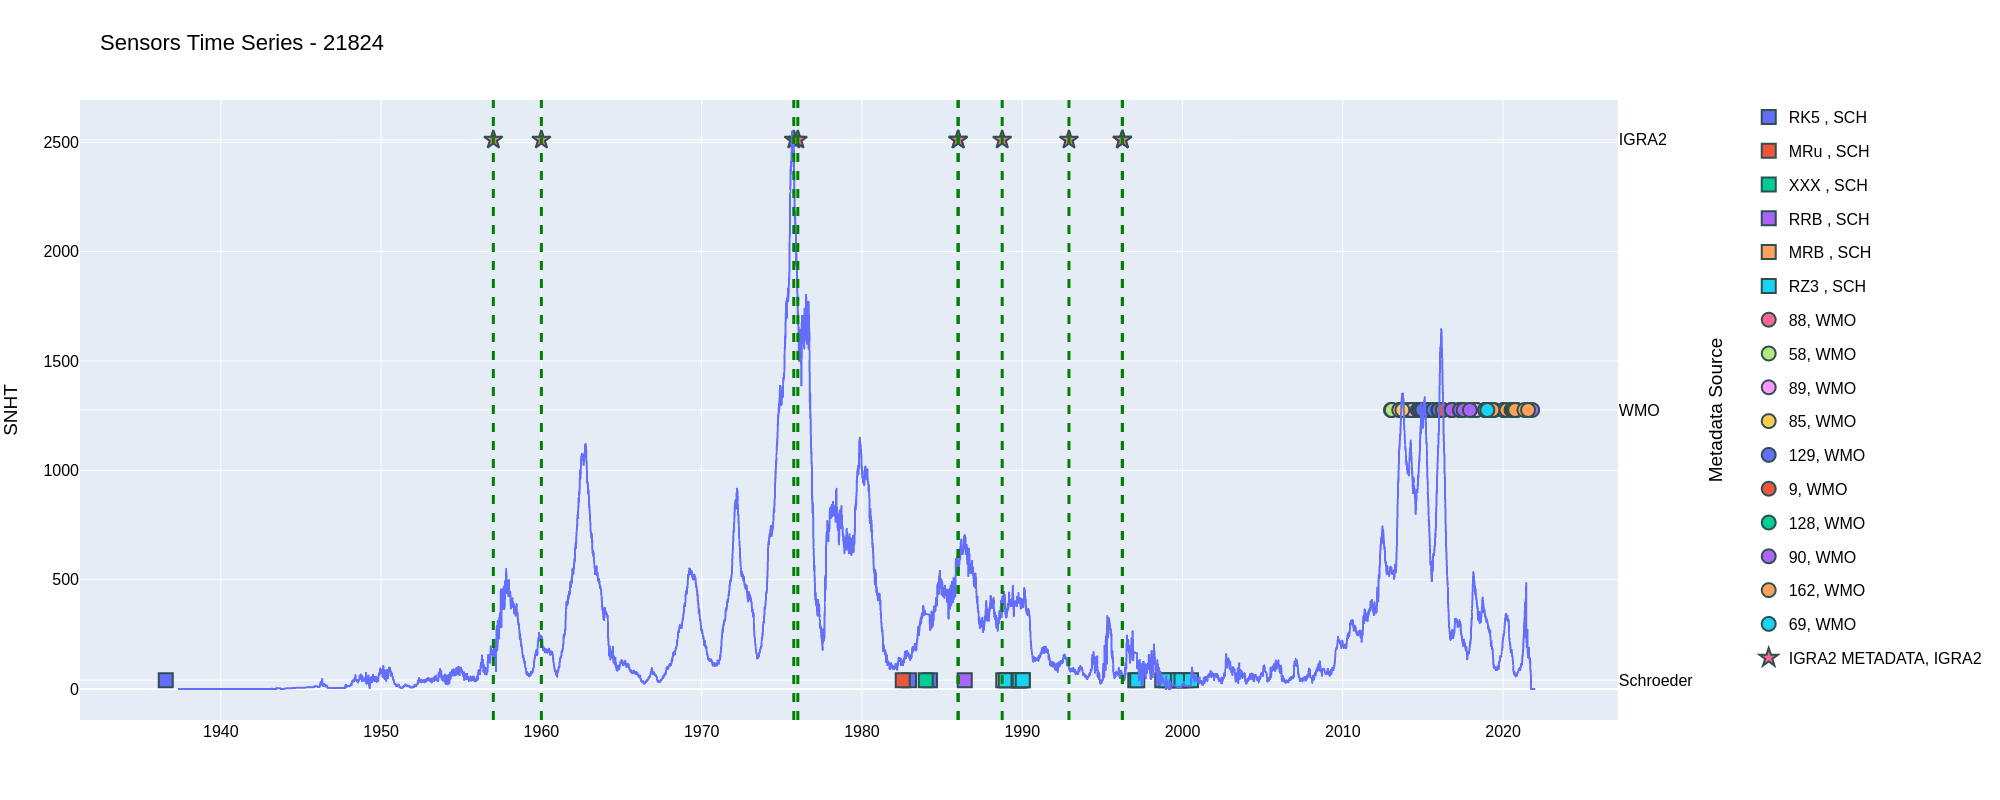 Sensors Time Series - 21824
SNHT
2500
2000
1500
1000
500
0
1940
1950
1960
1970
1980
1990
2000
2010
2020
IGRA2
WMO
Schroeder
Metadata Source
RK5 , SCH
MRu , SCH
XXX , SCH
RRB , SCH
MRB , SCH
RZ3 , SCH
88, WMO
58, WMO
89, WMO
85, WMO
129, WMO
9, WMO
128, WMO
90, WMO
162, WMO
69, WMO
IGRA2 METADATA, IGRA2